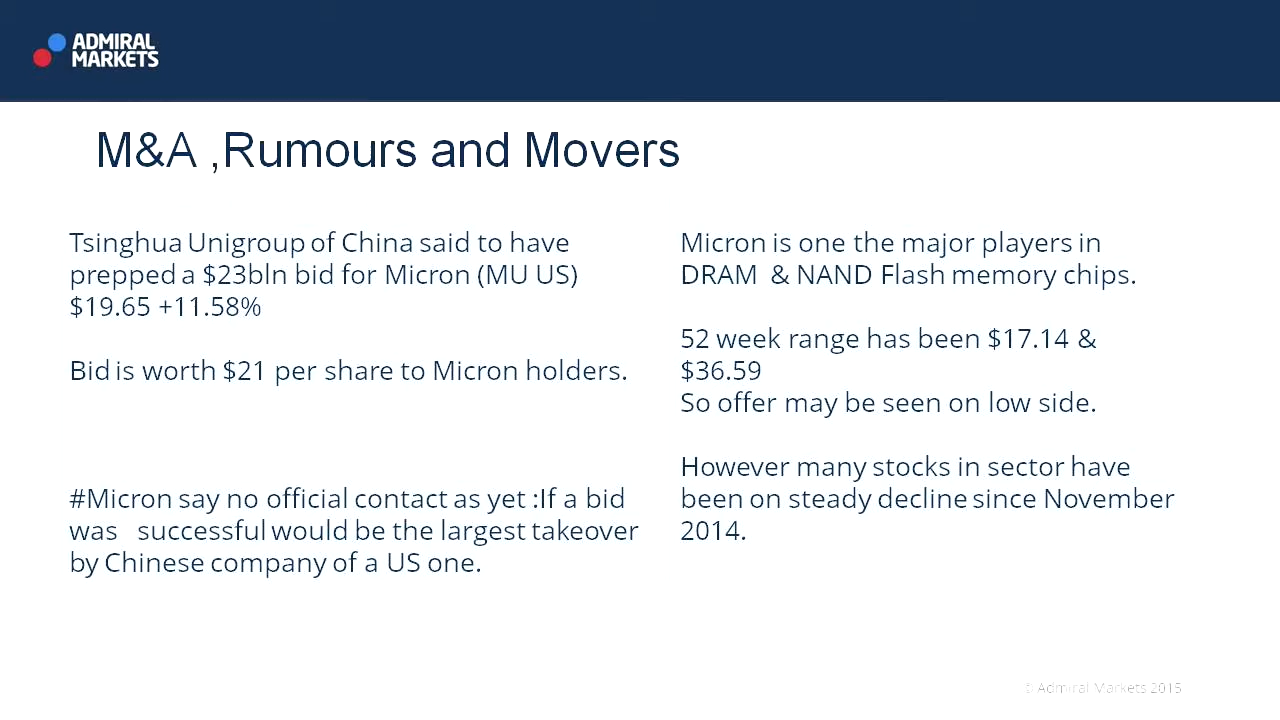 ADMIRAL
MARKETS
M&A ,Rumours and Movers
Tsinghua Unigroup of China said to have
prepped a $23bln bid for Micron (MU US)
$19.65 +11.58%
Bid is worth $21 per share to Micron holders.
#Micron say no official contact as yet :If a bid
was successful would be the largest takeover
by Chinese company of a US one.
Micron is one the major players in
DRAM & NAND Flash memory chips.
52 week range has been $17.14 &
$36.59
So offer may be seen on low side.
However many stocks in sector have
been on steady decline since November
2014.
© Admiral Markets 2015